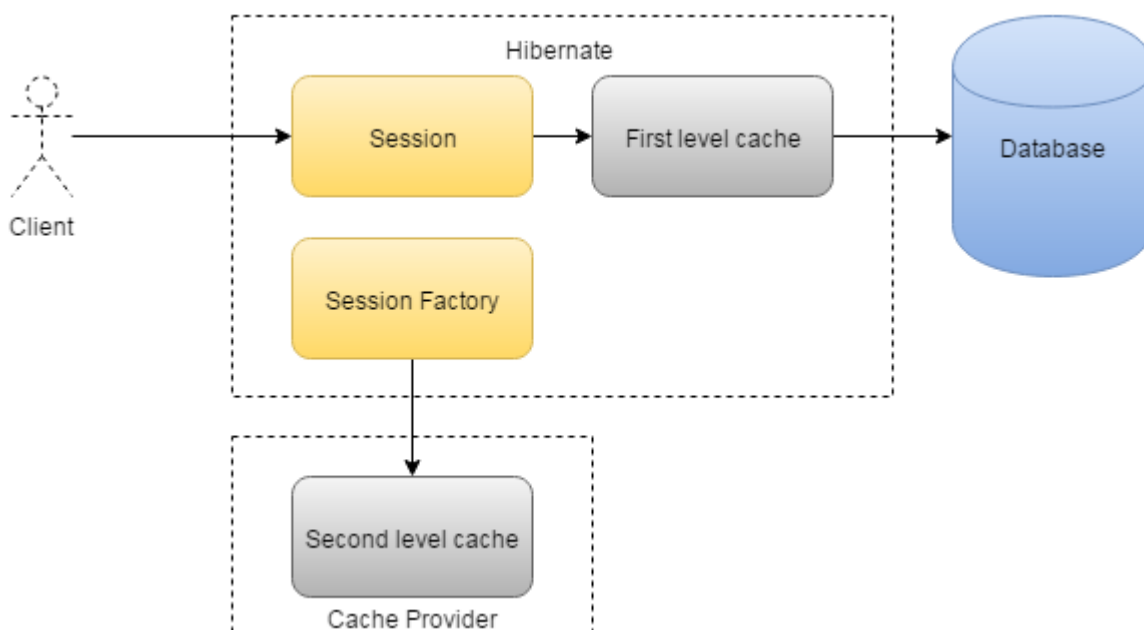 Hibernate
Session
First level cache
Database
Client
Session Factory
Second level cache
Cache Provider